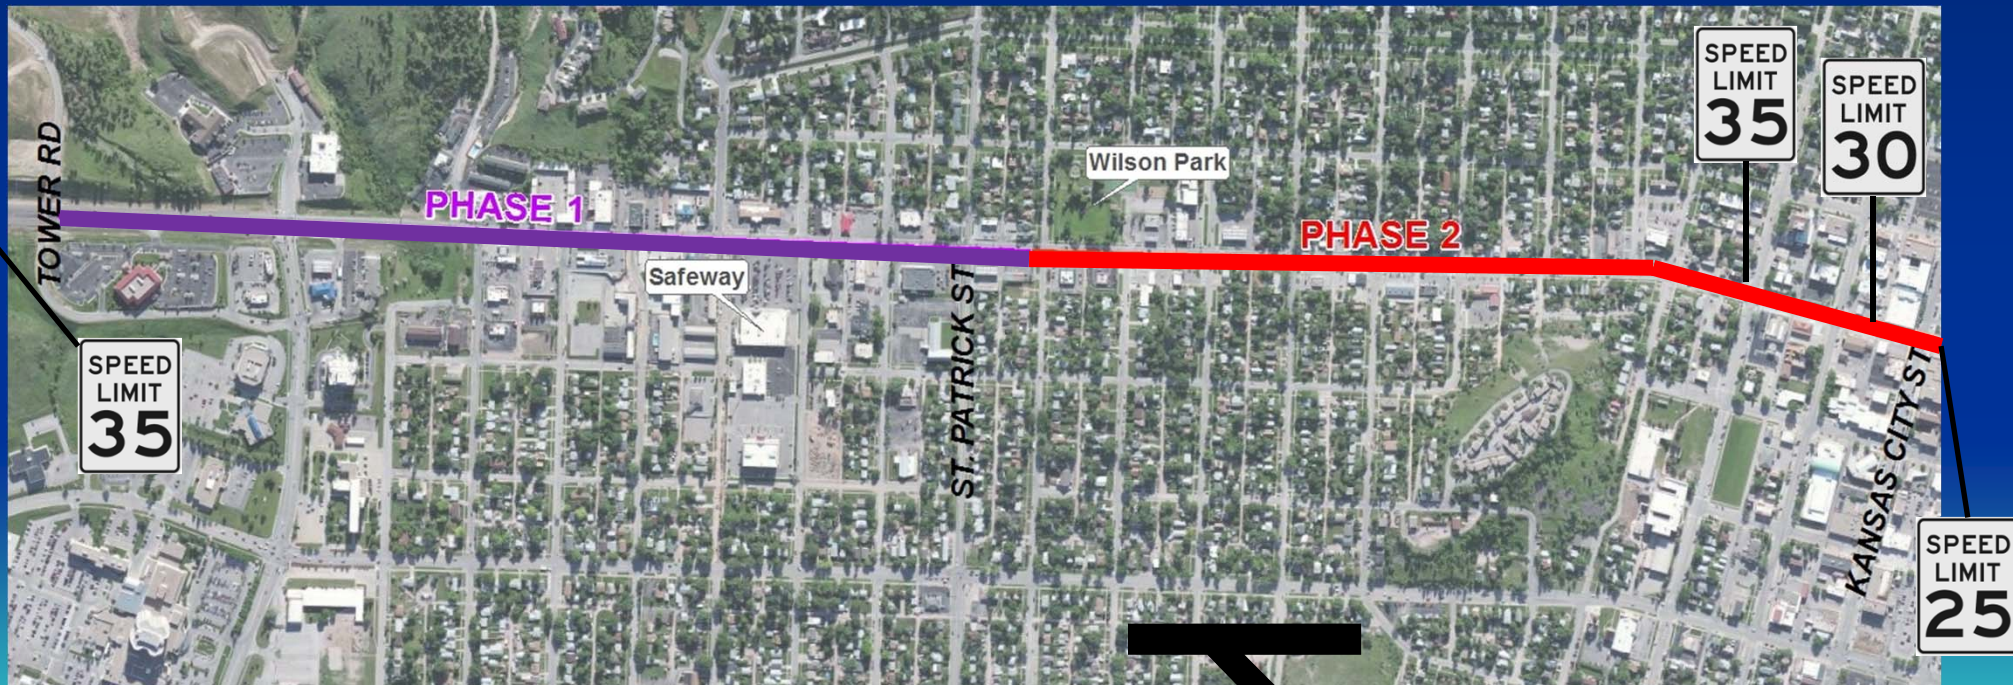 SPEED
LIMIT
35
SPEED
LIMIT
30
TOWER RD
Wilson Park
PHASE 1
PHASE 2
Safeway
ST. PATRICK ST
SPEED
LIMIT
35
KANSAS CITY ST
SPEED
LIMIT
25